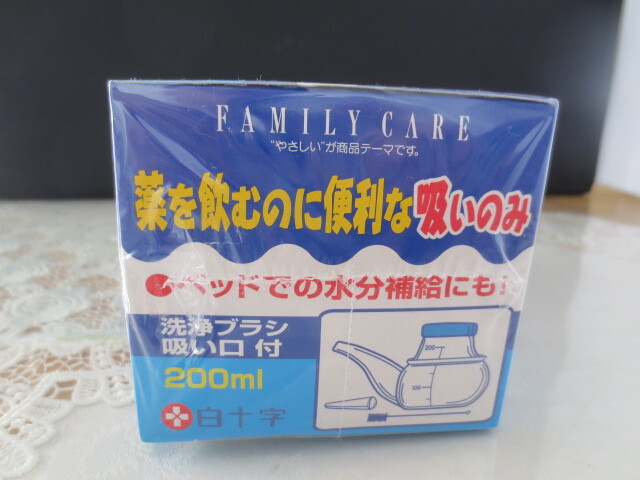 FAMILY CARE
"やさしい"が商品テーマです。
薬を飲むのに便利な吸いのみ
●ベッドでの水分補給にも!
洗浄ブラシ
吸い口 付
200ml
白十字
200
100